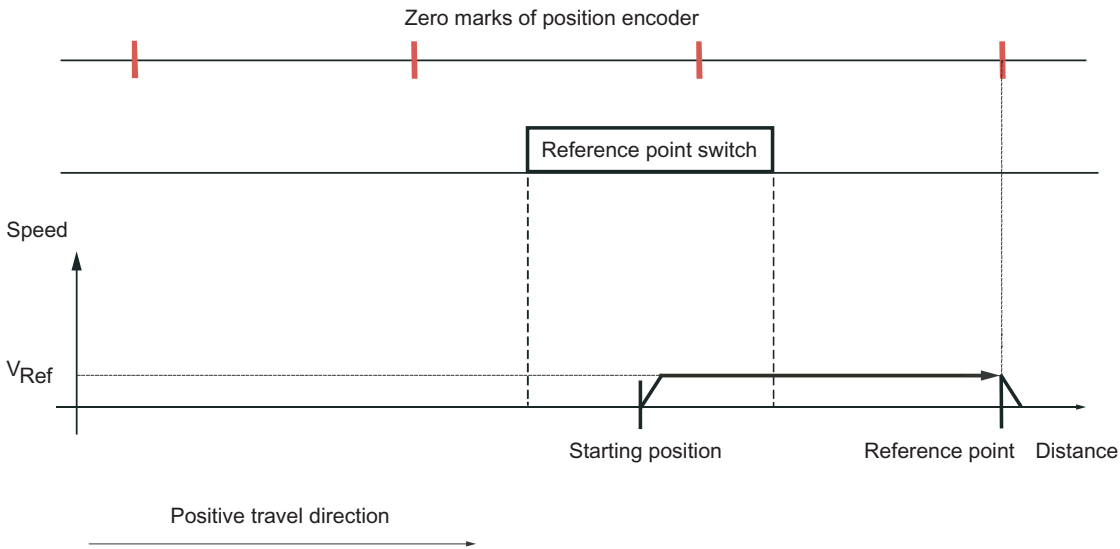 Zero marks of position encoder
Reference point switch
Speed
VRef
Starting position
Reference point
Distance
Positive travel direction